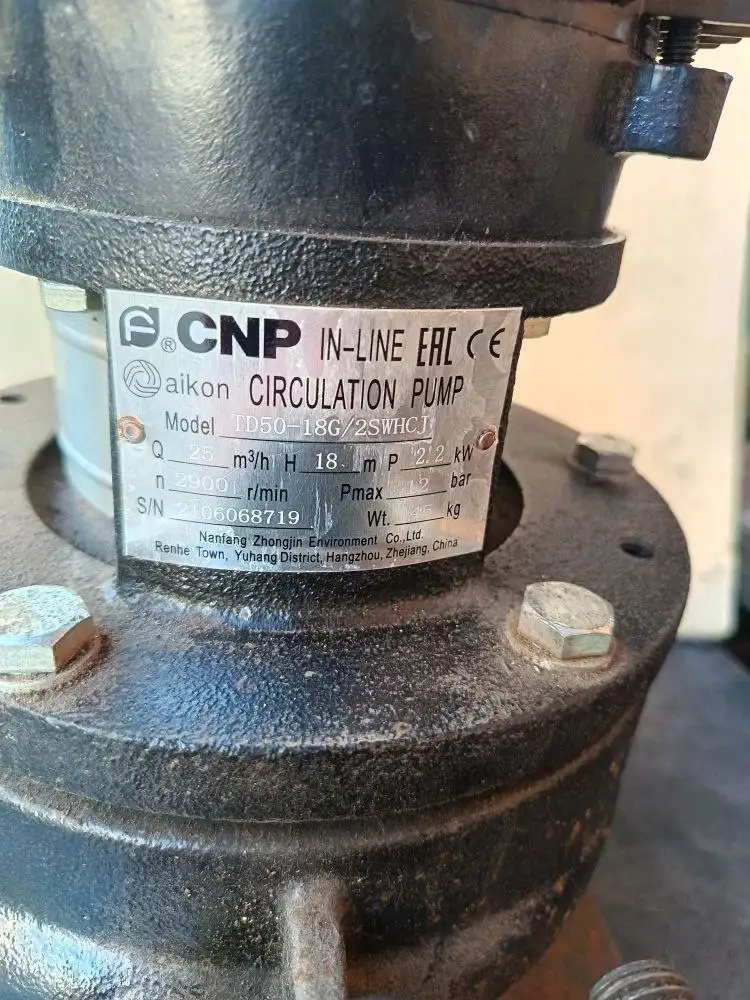 ® CNP IN-LINE EAC CE
aikon CIRCULATION PUMP
Model TD50-18G/2SWHCJ
Q 25 m³/h H 18 m P 2.2 kW
n 2900 r/min Pmax 12 bar
S/N 2106068719 Wt. 45 kg
Nanfang Zhongjin Environment Co.,Ltd.
Renhe Town, Yuhang District, Hangzhou, Zhejiang, China